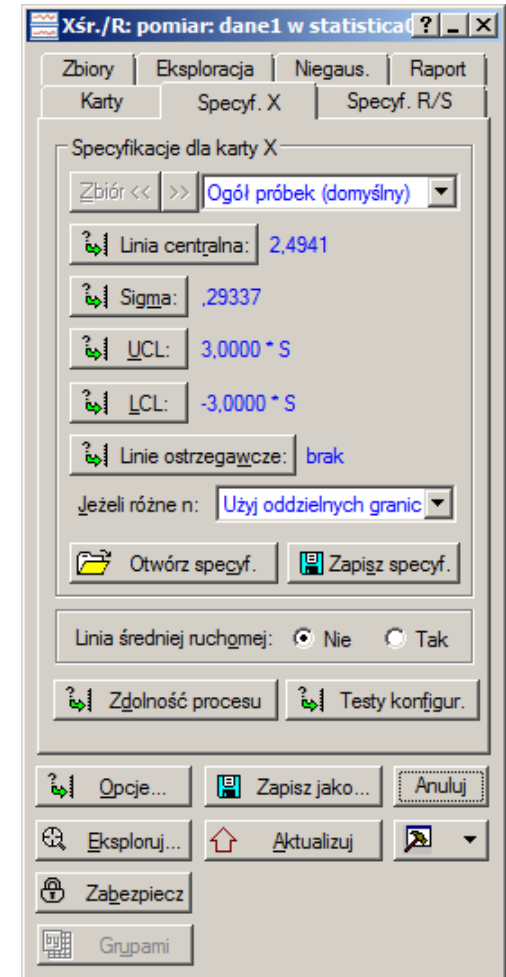 Xśr./R: pomiar: dane1 w statistica
Zbiory Eksploracja Niegaus. Raport
Karty Specyf. X Specyf. R/S
Specyfikacje dla karty X
Zbiór << >> Ogół próbek (domyślny)
Linia centralna: 2,4941
Sigma: ,29337
UCL: 3,0000 * S
LCL: -3,0000 * S
Linie ostrzegawcze: brak
Jeżeli różne n: Użyj oddzielnych granic
Otwórz specyf. Zapisz specyf.
Linia średniej ruchomej: Nie Tak
Zdolność procesu Testy konfigur.
Opcje... Zapisz jako... Anuluj
Eksploruj... Aktualizuj
Zabezpiecz
Grupami